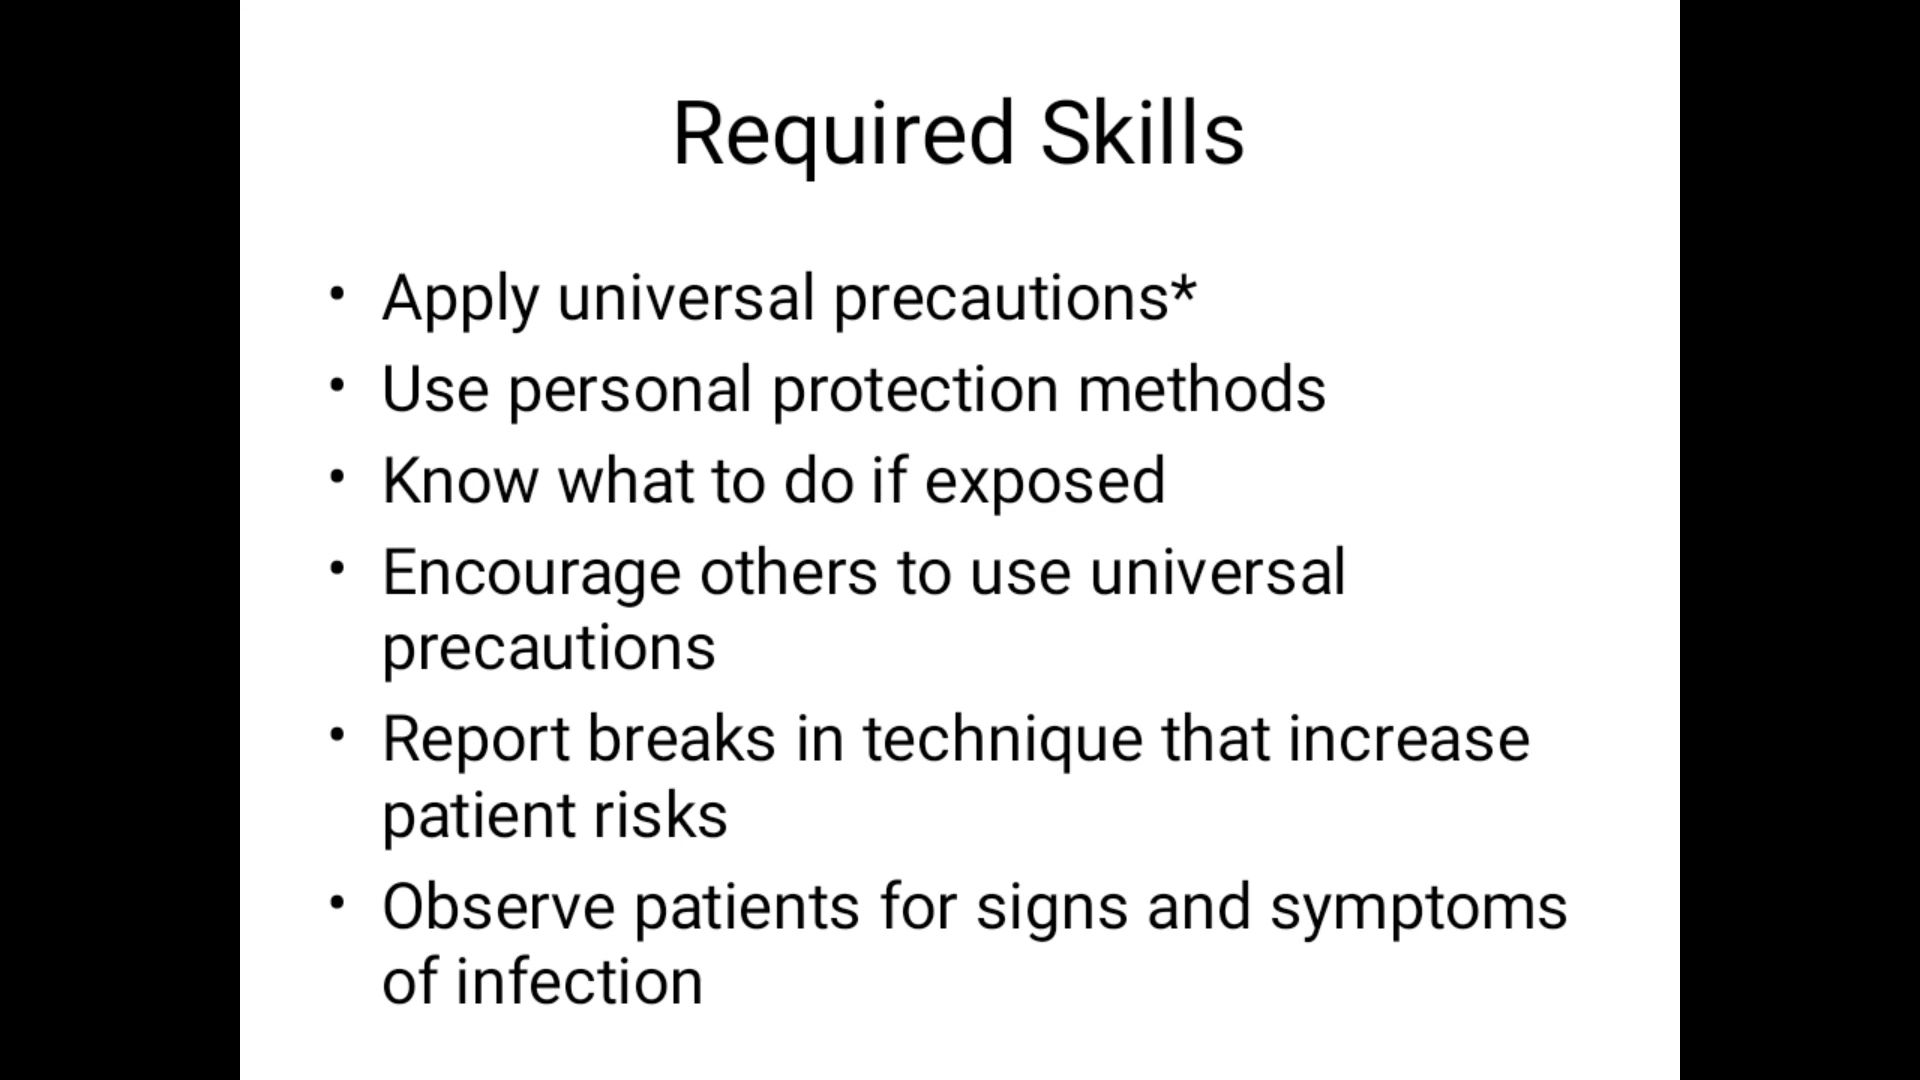 Required Skills
• Apply universal precautions*
• Use personal protection methods
• Know what to do if exposed
• Encourage others to use universal
precautions
• Report breaks in technique that increase
patient risks
• Observe patients for signs and symptoms
of infection